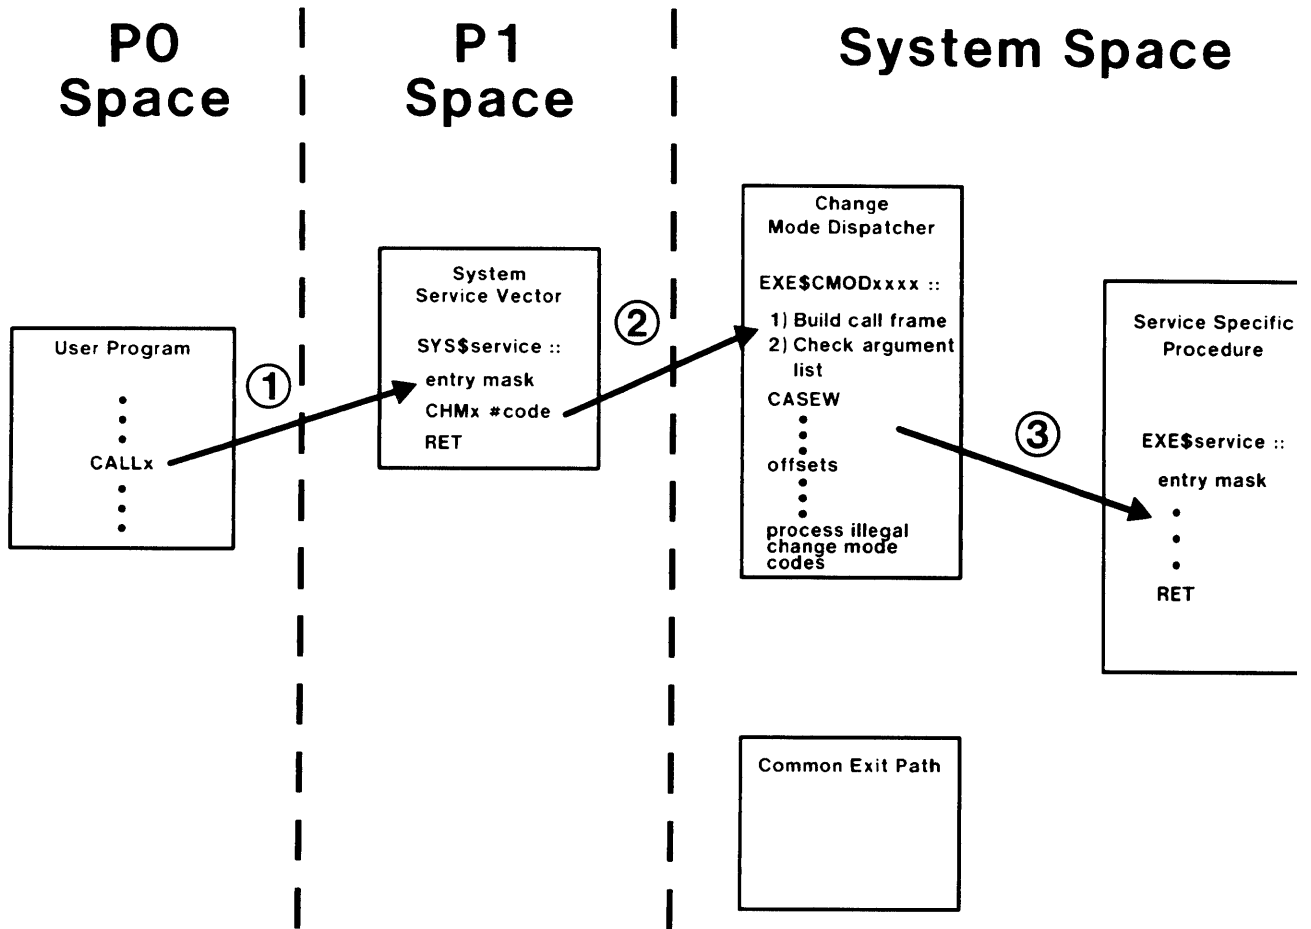 P0
Space
P1
Space
System Space
User Program
CALLx
①
System
Service Vector
SYS$service ::
entry mask
CHMx #code
RET
②
Change
Mode Dispatcher
EXE$CMODxxxx ::
1) Build call frame
2) Check argument
list
CASEW
offsets
process illegal
change mode
codes
③
Service Specific
Procedure
EXE$service ::
entry mask
RET
Common Exit Path